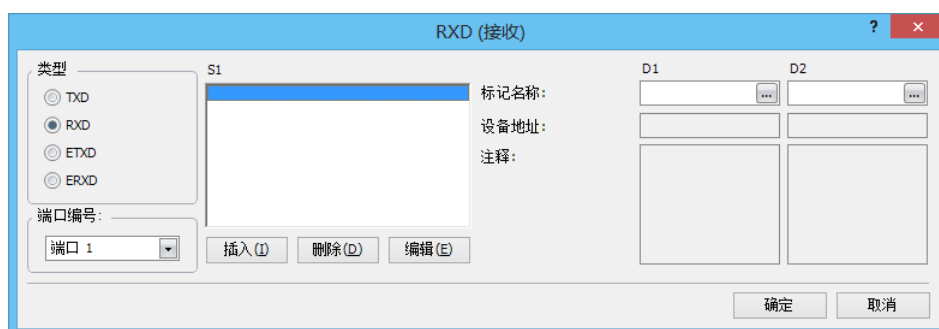 RXD (接收)
? ×
类型
TXD
RXD
ETXD
ERXD
端口编号:
端口 1
S1
插入(I) 删除(D) 编辑(E)
D1 D2
标记名称: ... ...
设备地址:
注释:
确定 取消